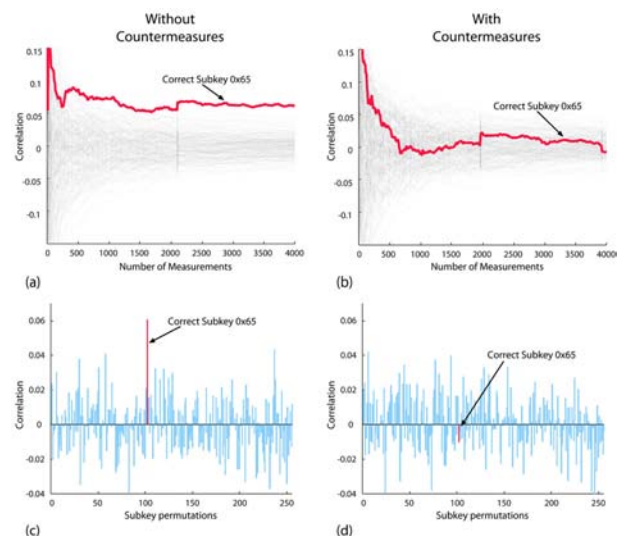 Without
Countermeasures
With
Countermeasures
0.15
0.1
0.05
0
-0.05
-0.1
Correlation
Correct Subkey 0x65
0 500 1000 1500 2000 2500 3000 3500 4000
Number of Measurements
(a)
0.15
0.1
0.05
0
-0.05
-0.1
Correlation
Correct Subkey 0x65
0 500 1000 1500 2000 2500 3000 3500 4000
Number of Measurements
(b)
0.06
0.04
0.02
0
-0.02
-0.04
Correlation
Correct Subkey 0x65
0 50 100 150 200 250
Subkey permutations
(c)
0.06
0.04
0.02
0
-0.02
-0.04
Correlation
Correct Subkey 0x65
0 50 100 150 200 250
Subkey permutations
(d)